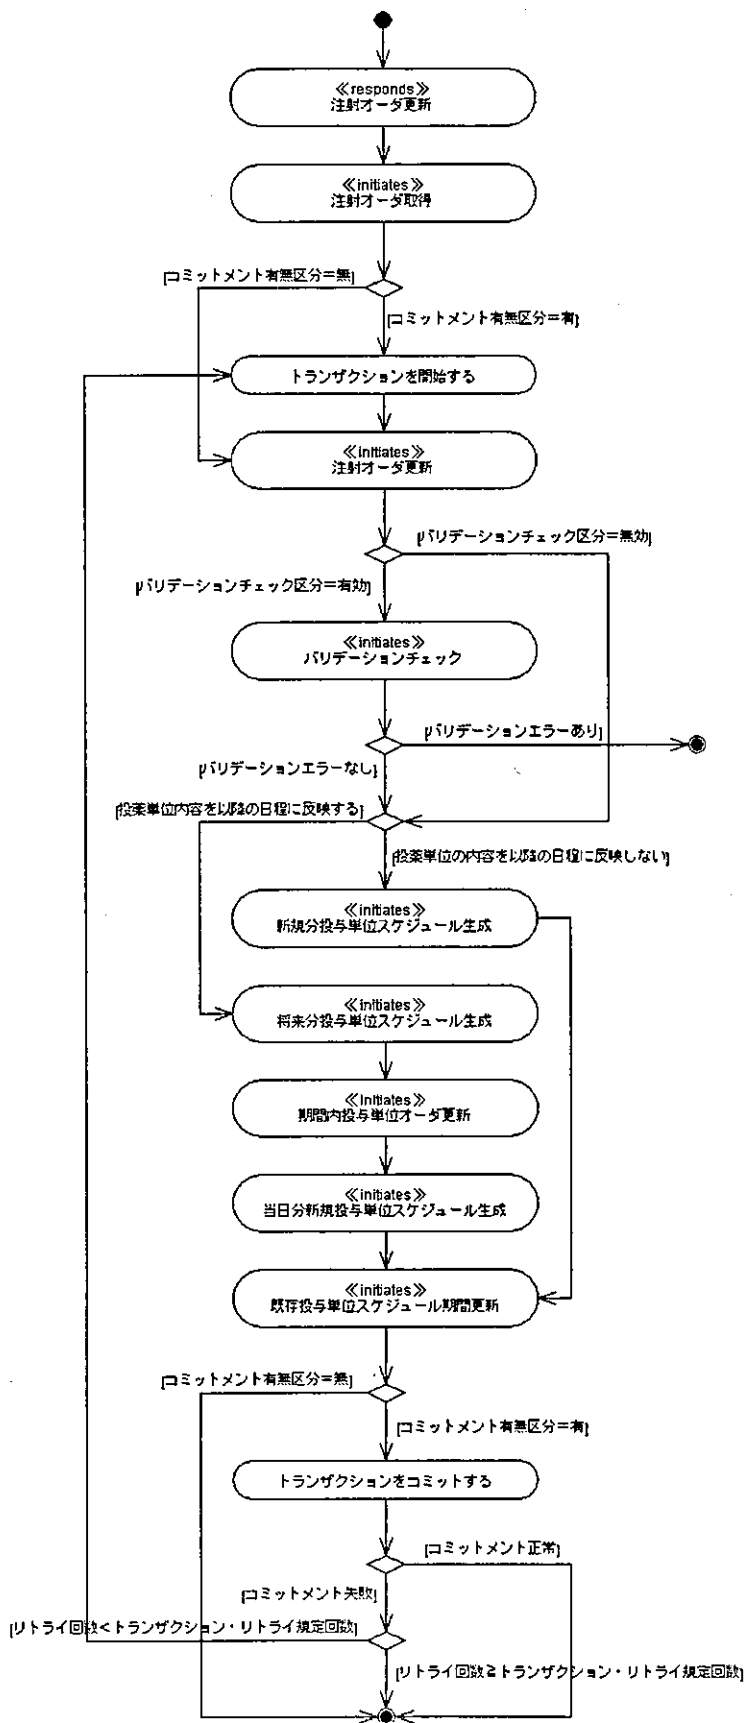 ≪responds≫
注射オーダ更新
≪initiates≫
注射オーダ取得
[コミットメント有無区分=無]
[コミットメント有無区分=有]
トランザクションを開始する
≪initiates≫
注射オーダ更新
[バリデーションチェック区分=無効]
[バリデーションチェック区分=有効]
≪initiates≫
バリデーションチェック
[バリデーションエラーあり]
[バリデーションエラーなし]
[投薬単位内容を以降の日程に反映する]
[投薬単位の内容を以降の日程に反映しない]
≪initiates≫
新規分投与単位スケジュール生成
≪initiates≫
将来分投与単位スケジュール生成
≪initiates≫
期間内投与単位オーダ更新
≪initiates≫
当日分新規投与単位スケジュール生成
≪initiates≫
既存投与単位スケジュール期間更新
[コミットメント有無区分=無]
[コミットメント有無区分=有]
トランザクションをコミットする
[コミットメント正常]
[コミットメント失敗]
[リトライ回数<トランザクション・リトライ規定回数]
[リトライ回数≧トランザクション・リトライ規定回数]